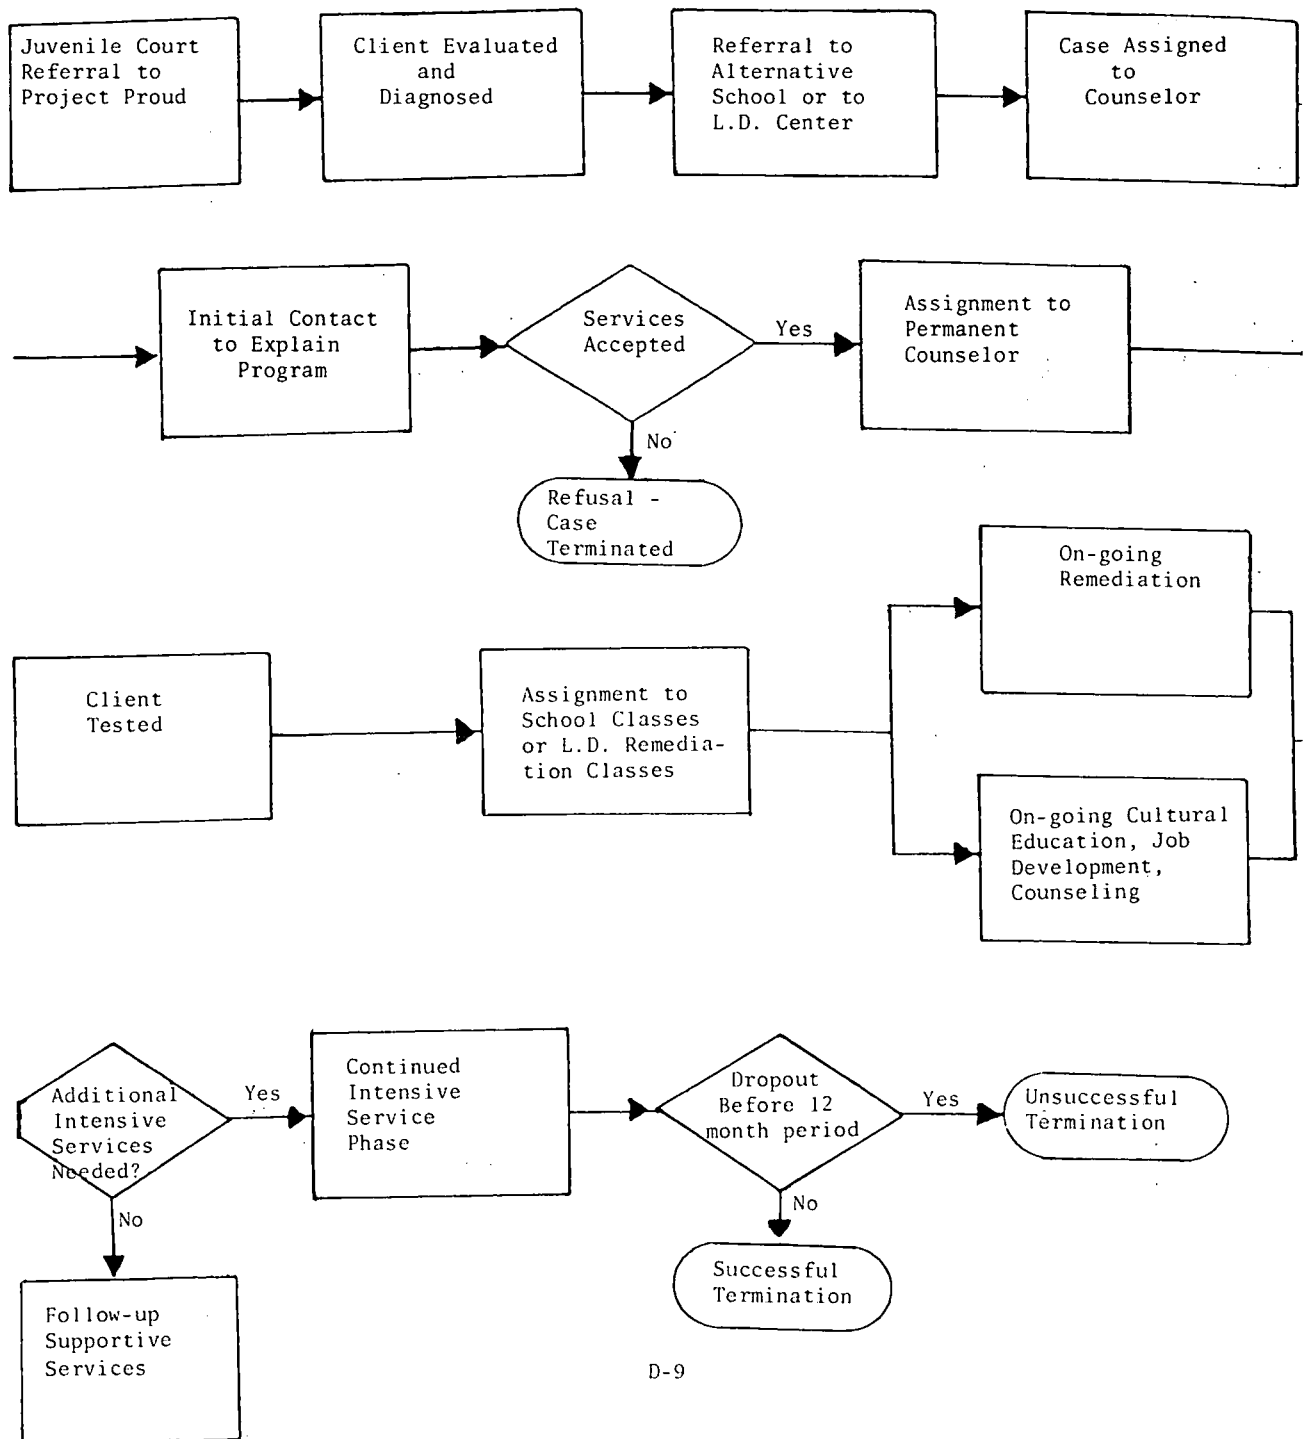 Juvenile Court
Referral to
Project Proud
Client Evaluated
and
Diagnosed
Referral to
Alternative
School or to
L.D. Center
Case Assigned
to
Counselor
Initial Contact
to Explain
Program
Services
Accepted
Yes
Assignment to
Permanent
Counselor
No
Refusal -
Case
Terminated
Client
Tested
Assignment to
School Classes
or L.D. Remedia-
tion Classes
On-going
Remediation
On-going Cultural
Education, Job
Development,
Counseling
Additional
Intensive
Services
Needed?
Yes
Continued
Intensive
Service
Phase
Dropout
Before 12
month period
Yes
Unsuccessful
Termination
No
Follow-up
Supportive
Services
No
Successful
Termination
D-9